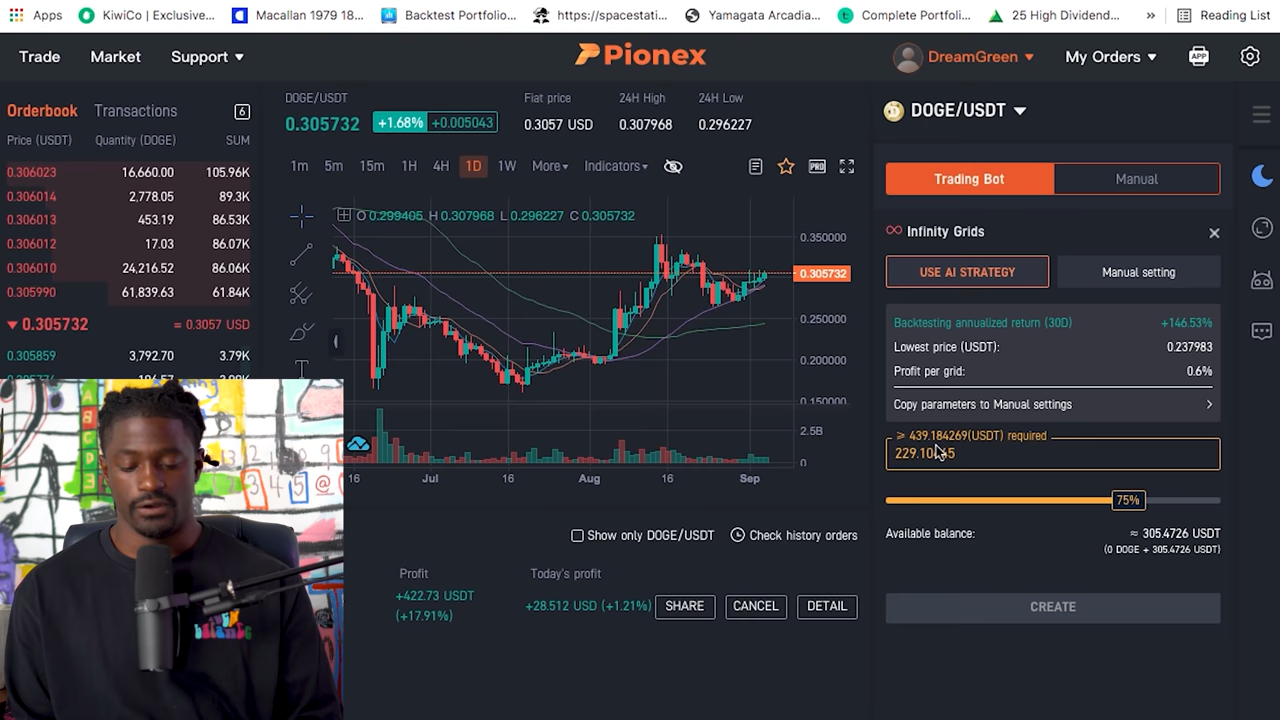 Apps
KiwiCo | Exclusive...
Macallan 1979 18...
Backtest Portfolio...
https://spacestati...
Yamagata Arcadia...
Complete Portfoli...
25 High Dividend...
»
Reading List
Trade
Market
Support
Pionex
DreamGreen
My Orders
APP
Orderbook
Transactions
6
Price (USDT)
Quantity (DOGE)
SUM
0.306023 16,660.00 105.96K
0.306014 2,778.05 89.3K
0.306013 453.19 86.53K
0.306012 17.03 86.07K
0.306010 24,216.52 86.06K
0.305990 61,839.63 61.84K
0.305732 = 0.3057 USD
0.305859 3,792.70 3.79K
DOGE/USDT
0.305732
+1.68% +0.005043
Fiat price
0.3057 USD
24H High
0.307968
24H Low
0.296227
1m 5m 15m 1H 4H 1D 1W More Indicators
PRO
O 0.299405 H 0.307968 L 0.296227 C 0.305732
0.350000
0.305732
0.250000
0.200000
0.150000
2.5B
0
16 Jul 16 Aug 16 Sep
Show only DOGE/USDT
Check history orders
Profit
+422.73 USDT
(+17.91%)
Today's profit
+28.512 USD (+1.21%)
SHARE
CANCEL
DETAIL
DOGE/USDT
Trading Bot
Manual
Infinity Grids
USE AI STRATEGY
Manual setting
Backtesting annualized return (30D) +146.53%
Lowest price (USDT): 0.237983
Profit per grid: 0.6%
Copy parameters to Manual settings
≥ 439.184269(USDT) required
75%
Available balance: ≈ 305.4726 USDT
(0 DOGE + 305.4726 USDT)
CREATE